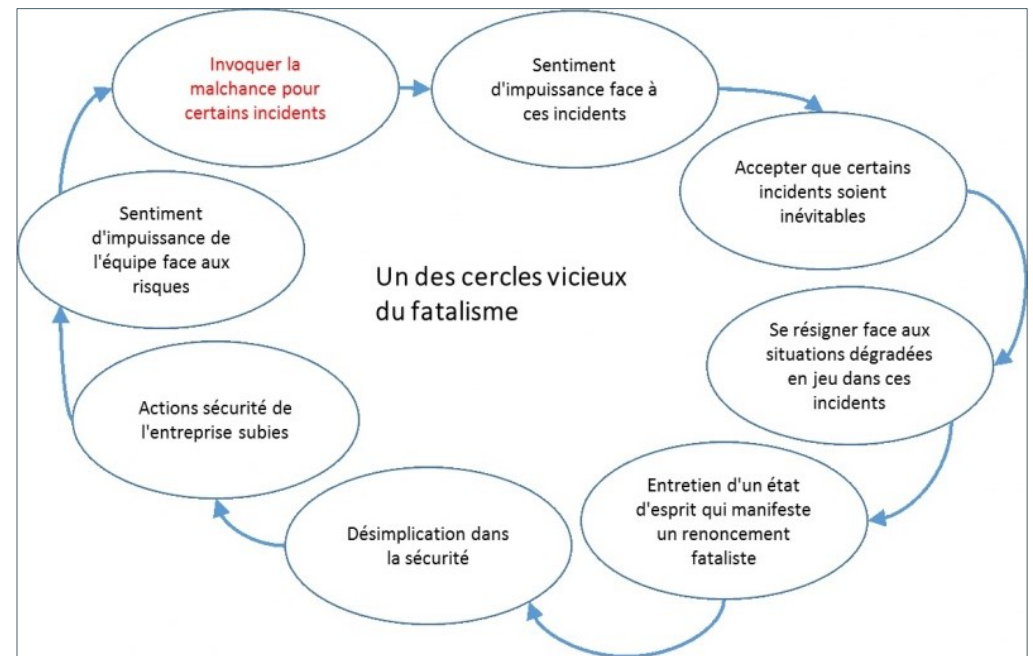 Invoquer la
malchance pour
certains incidents
Sentiment
d'impuissance face à
ces incidents
Accepter que certains
incidents soient
inévitables
Se résigner face aux
situations dégradées
en jeu dans ces
incidents
Entretien d'un état
d'esprit qui manifeste
un renoncement
fataliste
Désimplication dans
la sécurité
Actions sécurité de
l'entreprise subies
Sentiment
d'impuissance de
l'équipe face aux
risques
Un des cercles vicieux
du fatalisme